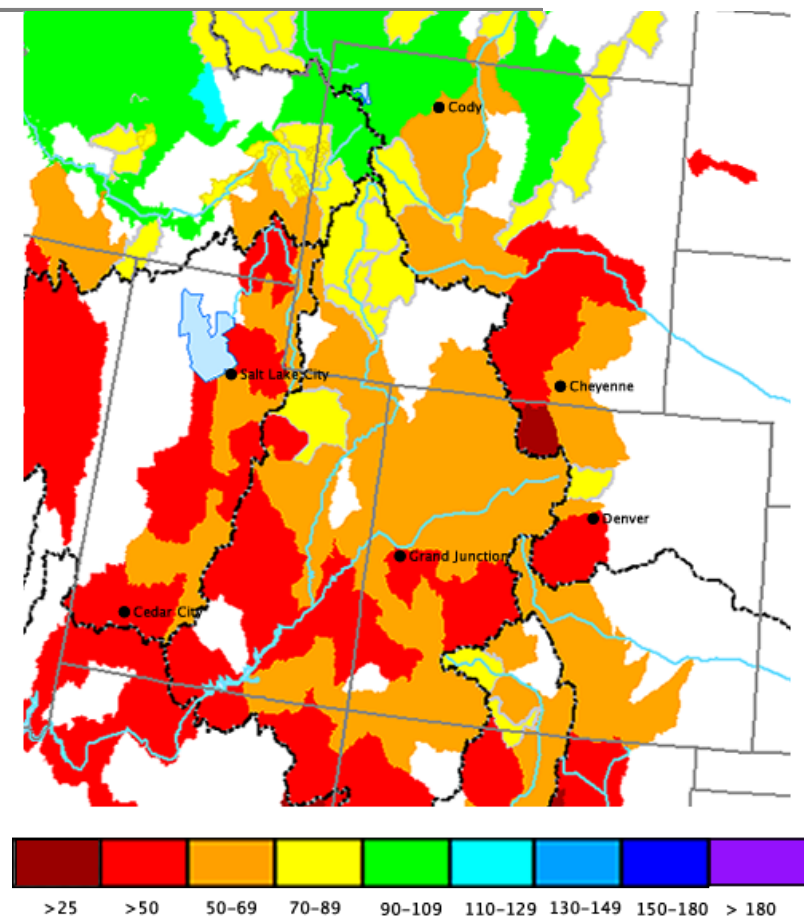 Cody
Salt Lake City
Cheyenne
Denver
Grand Junction
Cedar City
>25 >50 50-69 70-89 90-109 110-129 130-149 150-180 > 180